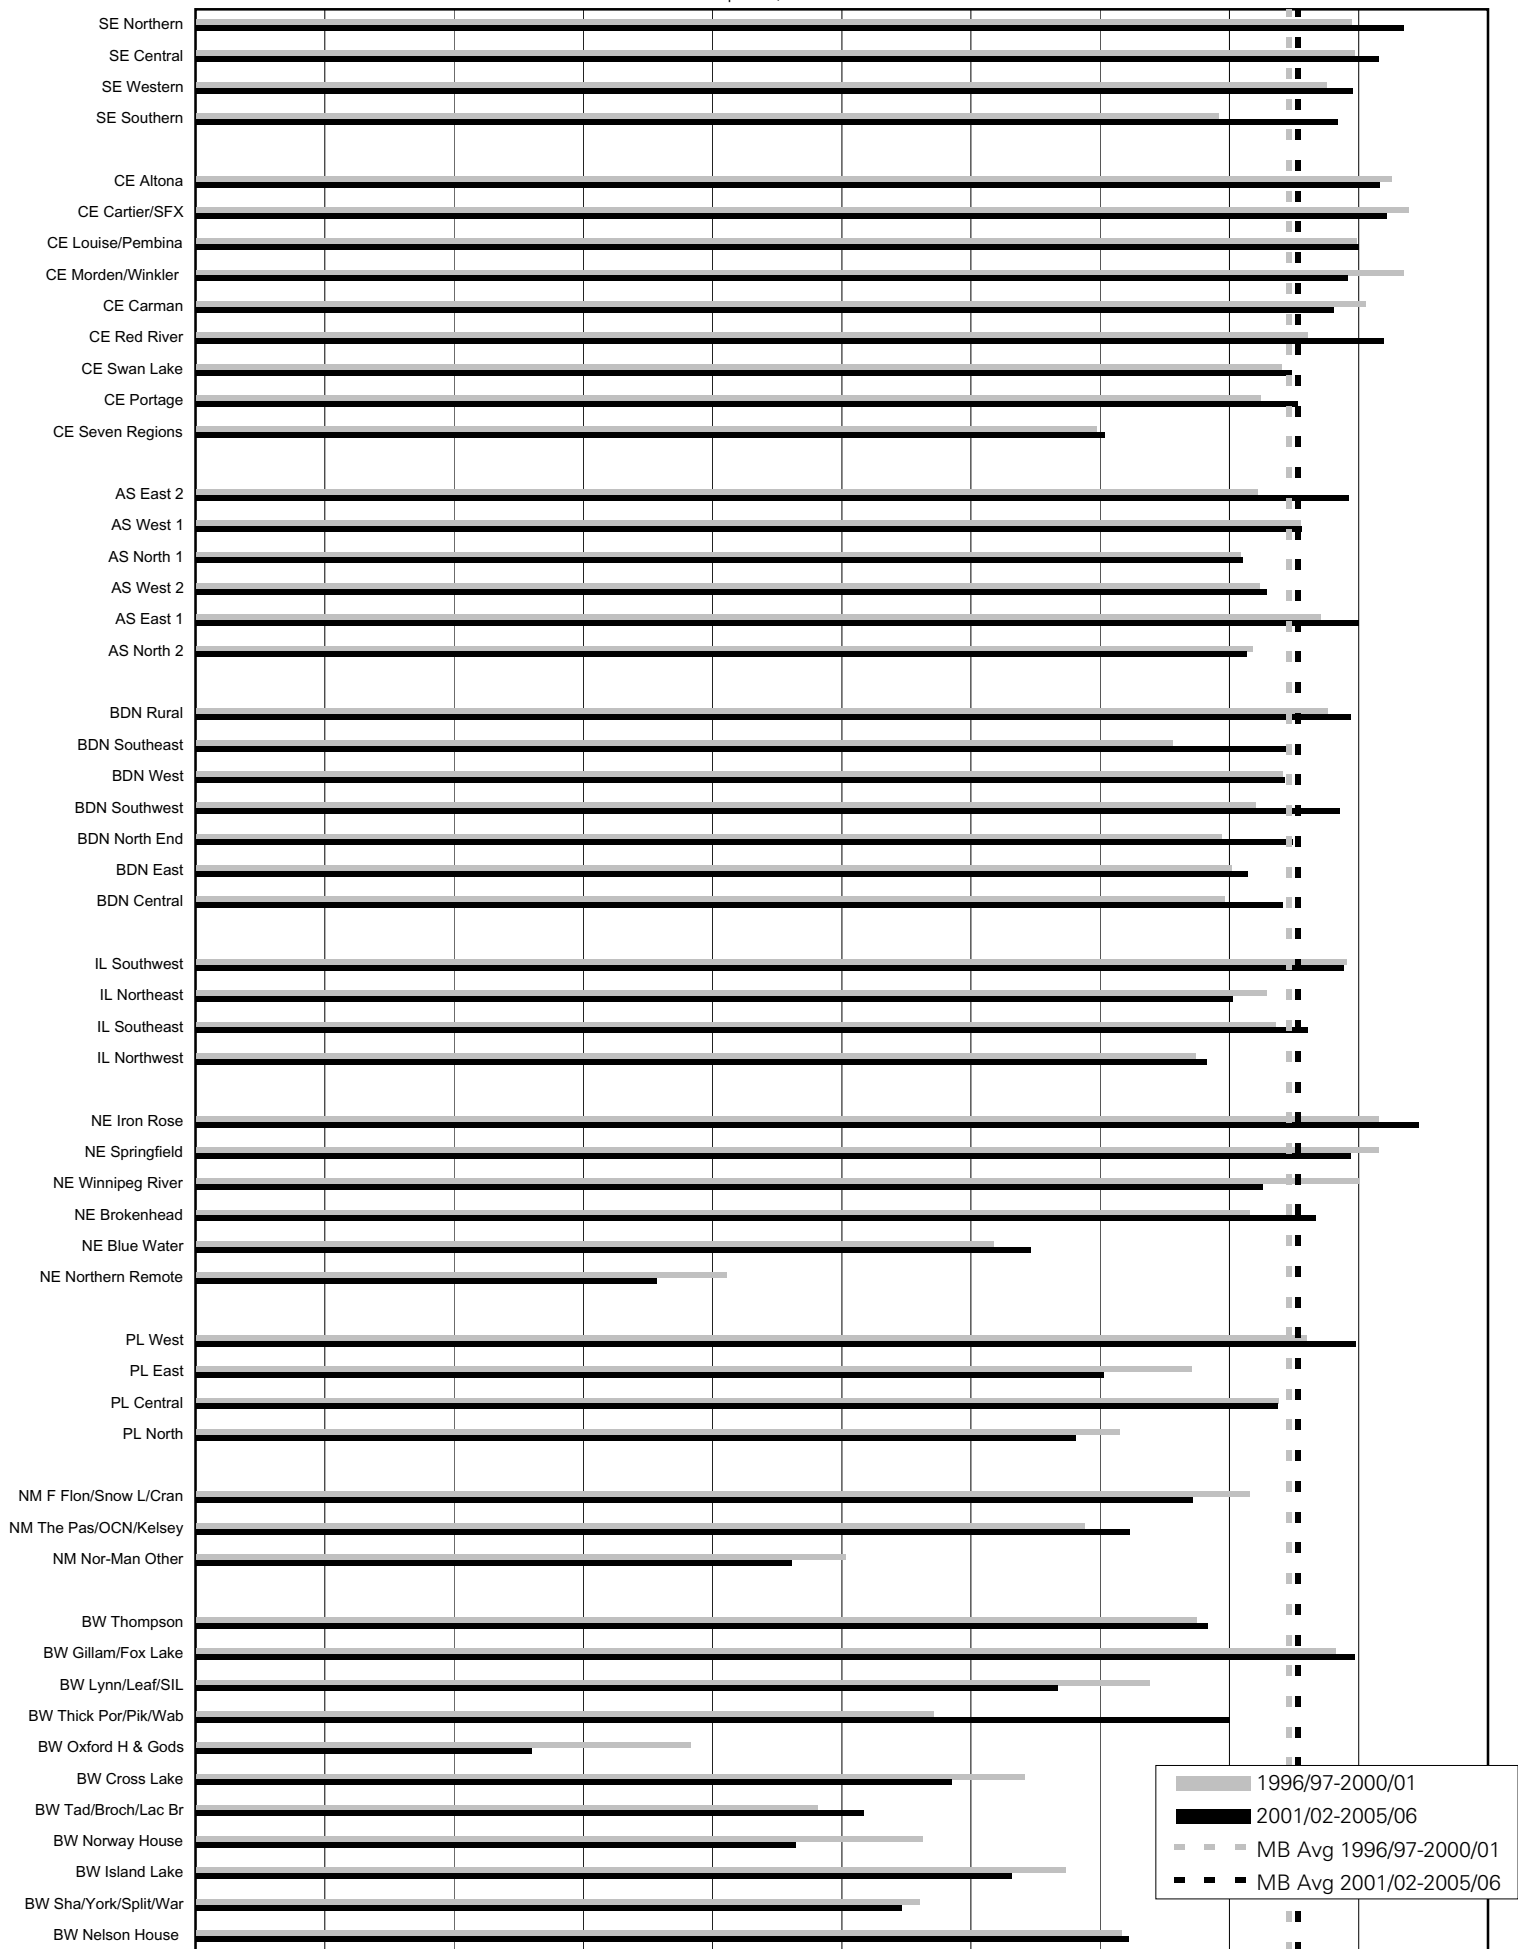 SE Northern
SE Central
SE Western
SE Southern
CE Altona
CE Cartier/SFX
CE Louise/Pembina
CE Morden/Winkler
CE Carman
CE Red River
CE Swan Lake
CE Portage
CE Seven Regions
AS East 2
AS West 1
AS North 1
AS West 2
AS East 1
AS North 2
BDN Rural
BDN Southeast
BDN West
BDN Southwest
BDN North End
BDN East
BDN Central
IL Southwest
IL Northeast
IL Southeast
IL Northwest
NE Iron Rose
NE Springfield
NE Winnipeg River
NE Brokenhead
NE Blue Water
NE Northern Remote
PL West
PL East
PL Central
PL North
NM F Flon/Snow L/Cran
NM The Pas/OCN/Kelsey
NM Nor-Man Other
BW Thompson
BW Gillam/Fox Lake
BW Lynn/Leaf/SIL
BW Thick Por/Pik/Wab
BW Oxford H & Gods
BW Cross Lake
BW Tad/Broch/Lac Br
BW Norway House
BW Island Lake
BW Sha/York/Split/War
BW Nelson House
1996/97-2000/01
2001/02-2005/06
MB Avg 1996/97-2000/01
MB Avg 2001/02-2005/06